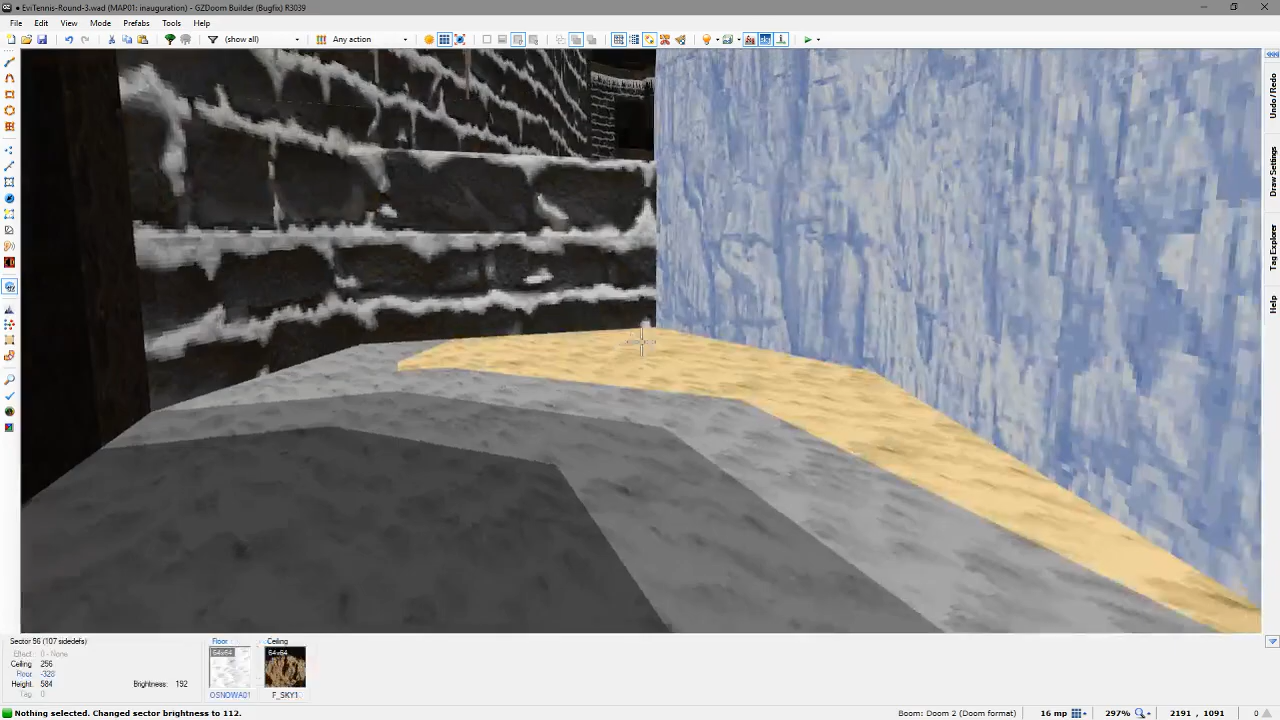 • EviTennis-Round-3.wad (MAP01: inauguration) - GZDoom Builder (Bugfix) R3039
File Edit View Mode Prefabs Tools Help
(show all) Any action
Undo / Redo
Draw Settings
Tag Explorer
Help
Sector 96 (107 sidedefs)
Effect: 0 - None
Ceiling 256
Floor -328
Height: 584
Tag: 0
Brightness: 192
Floor
64x64
OSNOWA01
Ceiling
64x64
F_SKY1
Nothing selected. Changed sector brightness to 112.
Boom: Doom 2 (Doom format)
16 mp
297%
2191 , 1091
0